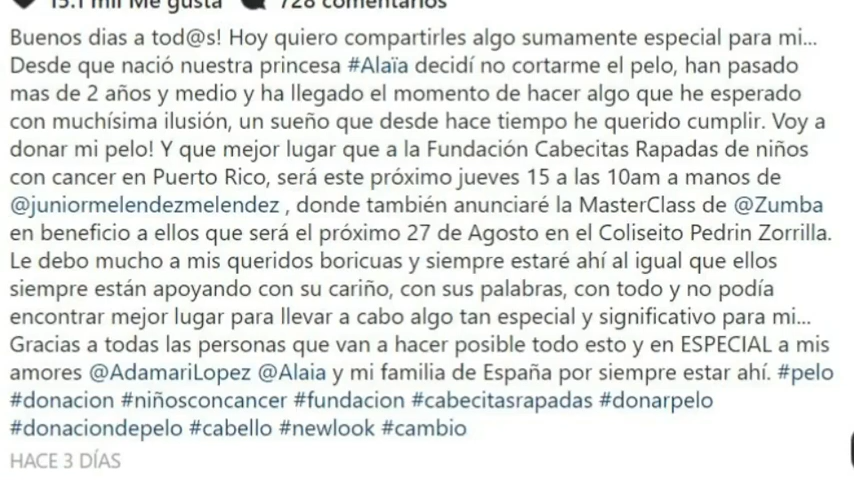 15.1 mil Me gusta 728 comentarios
Buenos dias a tod@s! Hoy quiero compartirles algo sumamente especial para mi...
Desde que nació nuestra princesa #Alaïa decidí no cortarme el pelo, han pasado
mas de 2 años y medio y ha llegado el momento de hacer algo que he esperado
con muchísima ilusión, un sueño que desde hace tiempo he querido cumplir. Voy a
donar mi pelo! Y que mejor lugar que a la Fundación Cabecitas Rapadas de niños
con cancer en Puerto Rico, será este próximo jueves 15 a las 10am a manos de
@juniormelendezmelendez , donde también anunciaré la MasterClass de @Zumba
en beneficio a ellos que será el próximo 27 de Agosto en el Coliseito Pedrin Zorrilla.
Le debo mucho a mis queridos boricuas y siempre estaré ahí al igual que ellos
siempre están apoyando con su cariño, con sus palabras, con todo y no podía
encontrar mejor lugar para llevar a cabo algo tan especial y significativo para mi...
Gracias a todas las personas que van a hacer posible todo esto y en ESPECIAL a mis
amores @AdamariLopez @Alaia y mi familia de España por siempre estar ahí. #pelo
#donacion #niñosconcancer #fundacion #cabecitasrapadas #donarpelo
#donaciondepelo #cabello #newlook #cambio
HACE 3 DÍAS